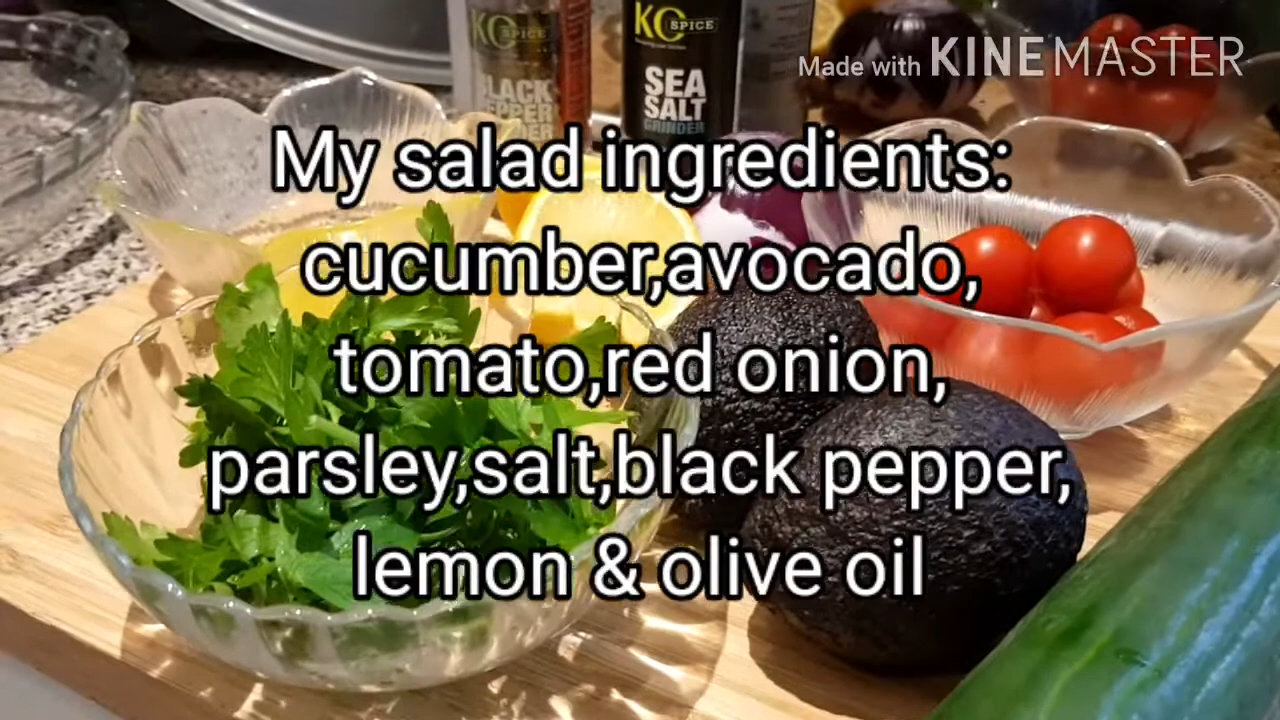 KC SPICE
BLACK
PEPPER
KC SPICE
SEA
SALT
GRINDER
Made with KINEMASTER
My salad ingredients:
cucumber,avocado,
tomato,red onion,
parsley,salt,black pepper,
lemon & olive oil